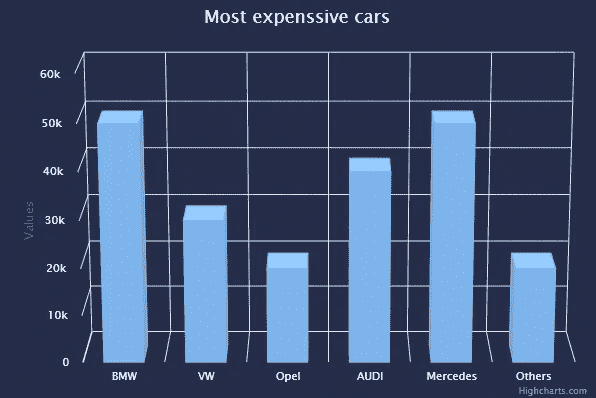 Most expenssive cars
60k
50k
40k
30k
20k
10k
0
Values
BMW VW Opel AUDI Mercedes Others
Highcharts.com